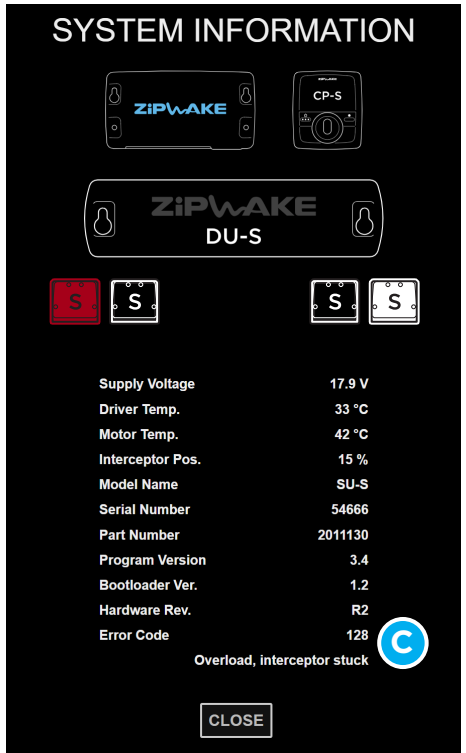 SYSTEM INFORMATION
ZiPWAKE
ZiPWAKE
CP-S
ZiPWAKE
DU-S
S S S S
Supply Voltage 17.9 V
Driver Temp. 33 °C
Motor Temp. 42 °C
Interceptor Pos. 15 %
Model Name SU-S
Serial Number 54666
Part Number 2011130
Program Version 3.4
Bootloader Ver. 1.2
Hardware Rev. R2
Error Code 128 C
Overload, interceptor stuck
CLOSE